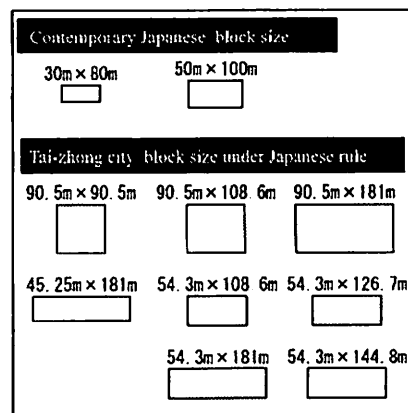 Contemporary Japanese block size
30m×80m 50m×100m
Tai-zhong city block size under Japanese rule
90.5m×90.5m 90.5m×108.6m 90.5m×181m
45.25m×181m 54.3m×108.6m 54.3m×126.7m
54.3m×181m 54.3m×144.8m